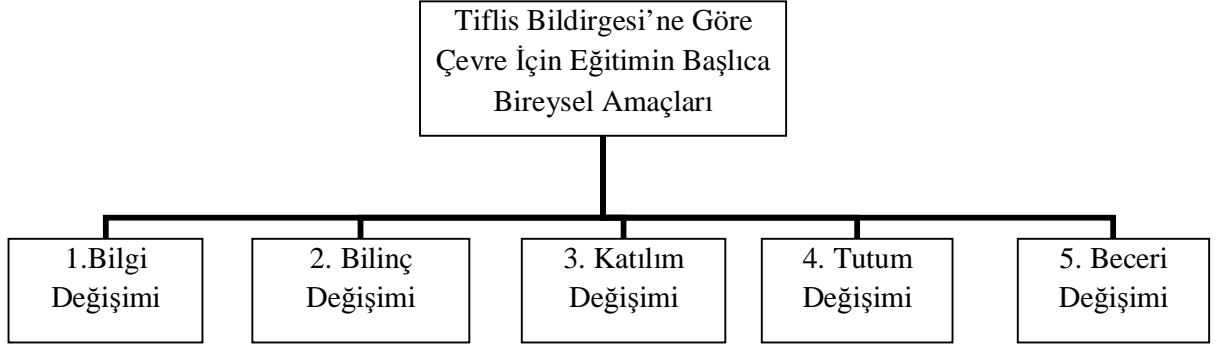 Tiflis Bildirgesi’ne Göre
Çevre İçin Eğitimin Başlıca
Bireysel Amaçları
1.Bilgi
Değişimi
2. Bilinç
Değişimi
3. Katılım
Değişimi
4. Tutum
Değişimi
5. Beceri
Değişimi